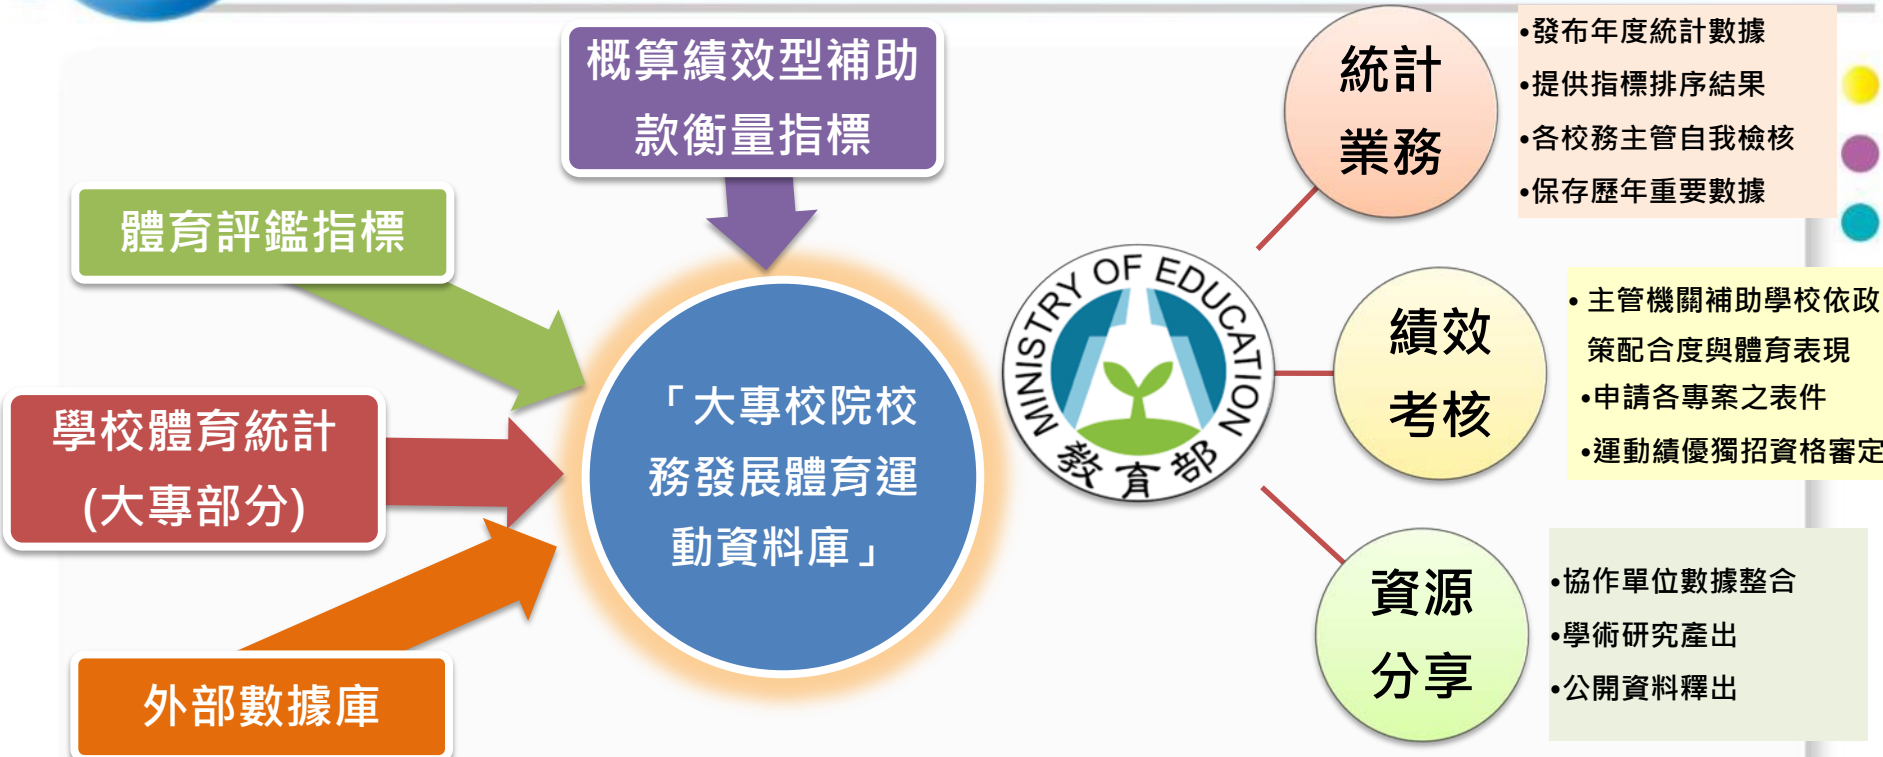 概算績效型補助
款衡量指標
體育評鑑指標
學校體育統計
(大專部分)
外部數據庫
「大專校院校
務發展體育運
動資料庫」
MINISTRY OF EDUCATION
教育部
統計
業務
•發布年度統計數據
•提供指標排序結果
•各校務主管自我檢核
•保存歷年重要數據
績效
考核
•主管機關補助學校依政
策配合度與體育表現
•申請各專案之表件
•運動績優獨招資格審定
資源
分享
•協作單位數據整合
•學術研究產出
•公開資料釋出